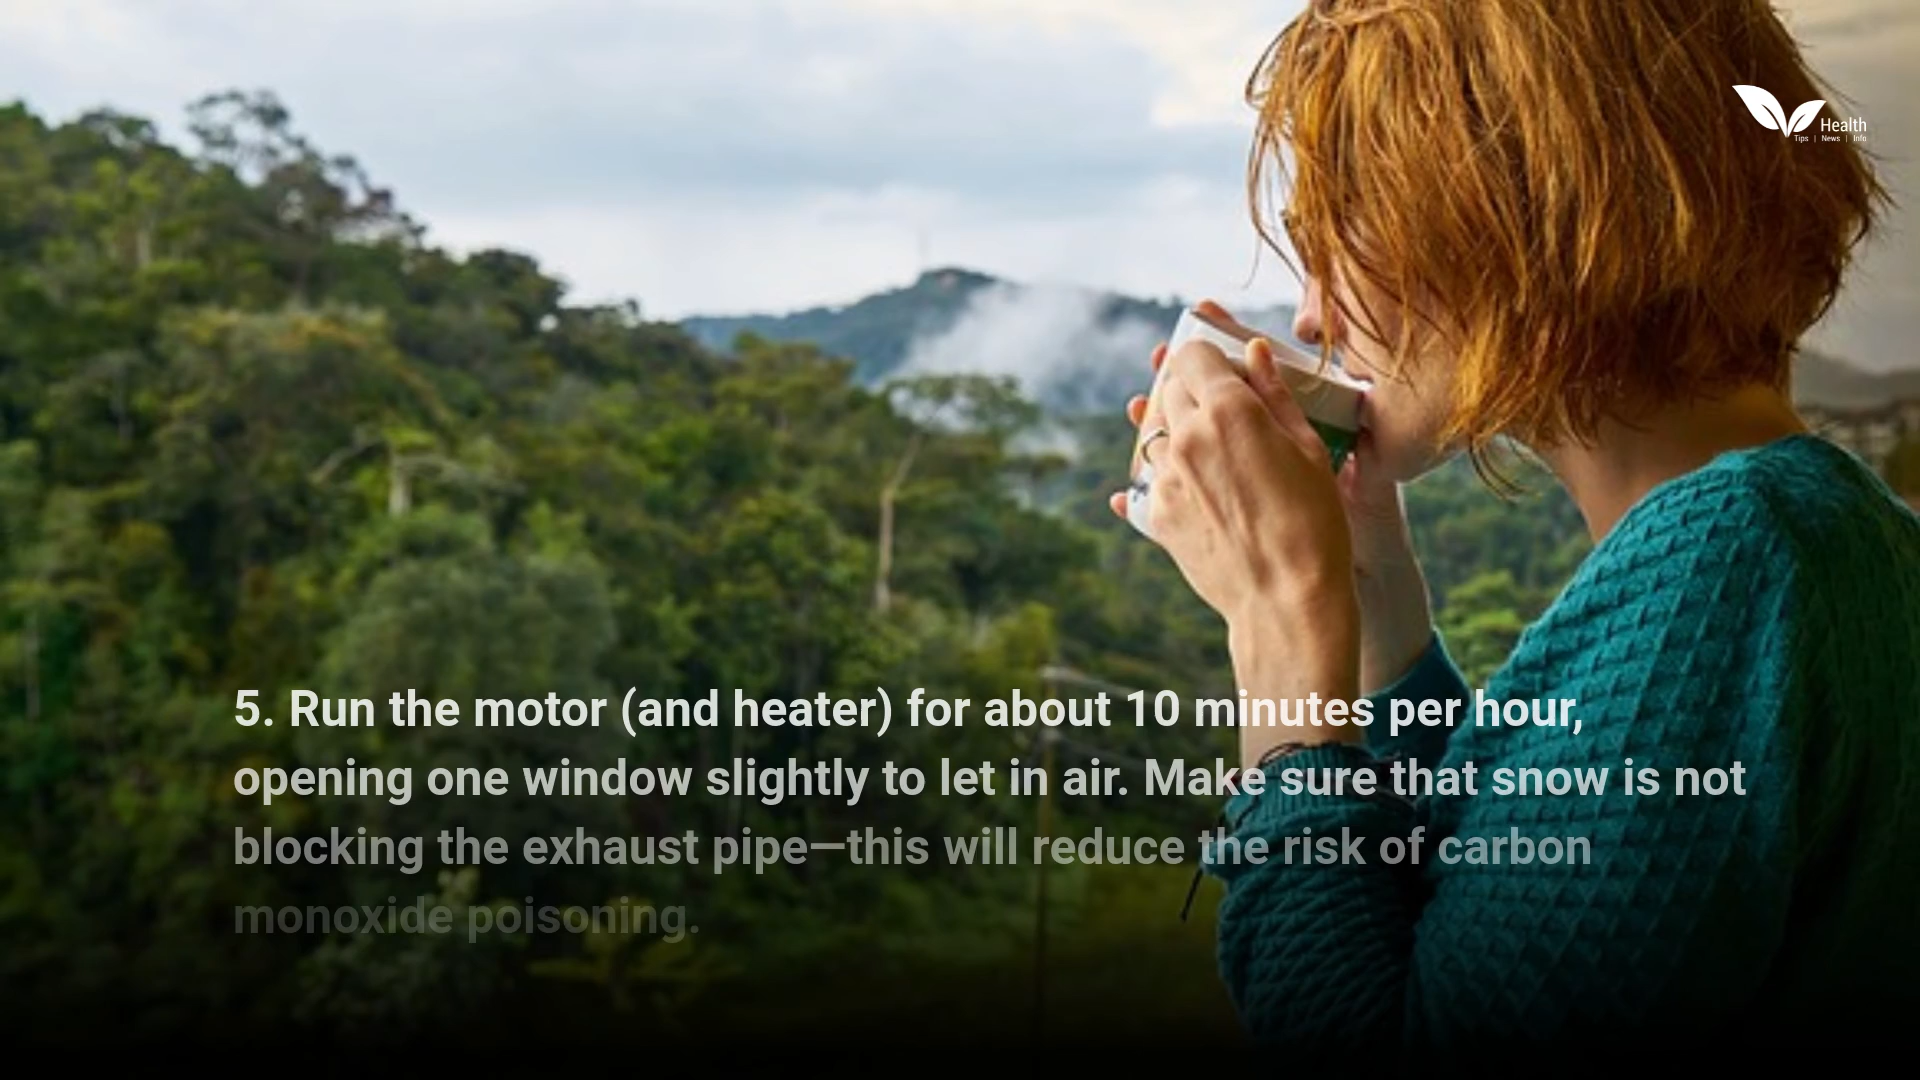 Health
Tips | News | Info
5. Run the motor (and heater) for about 10 minutes per hour,
opening one window slightly to let in air. Make sure that snow is not
blocking the exhaust pipe—this will reduce the risk of carbon
monoxide poisoning.